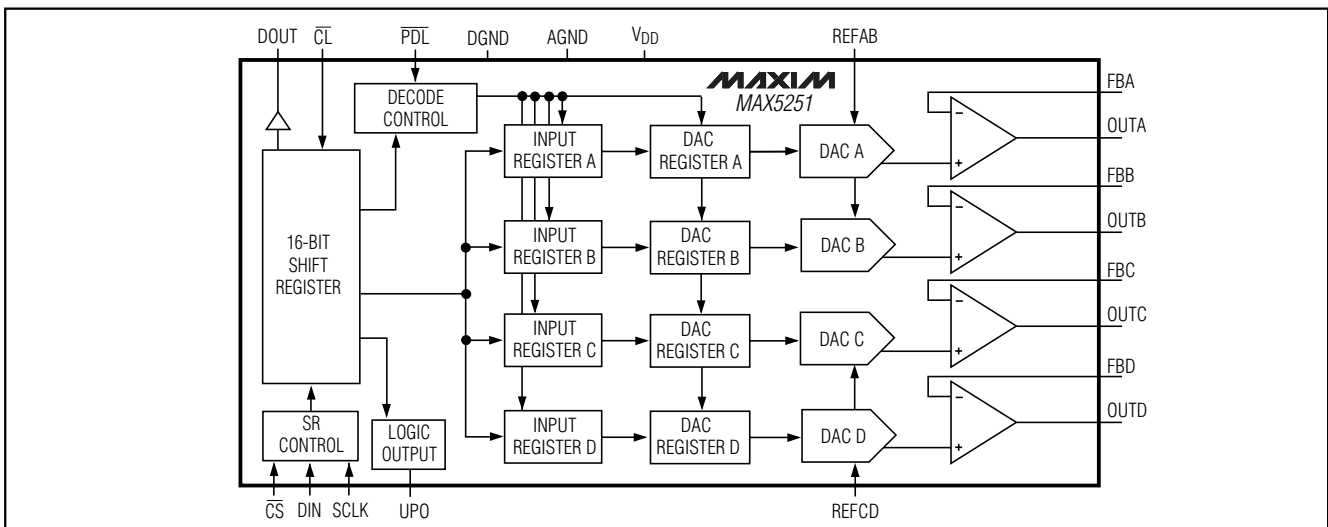 DOUT CL PDL DGND AGND VDD REFAB
MAXIM
MAX5251
FBA
DECODE
CONTROL
INPUT
REGISTER A
DAC
REGISTER A
DAC A
- 
+
OUTA
FBB
16-BIT
SHIFT
REGISTER
INPUT
REGISTER B
DAC
REGISTER B
DAC B
-
+
OUTB
FBC
INPUT
REGISTER C
DAC
REGISTER C
DAC C
-
+
OUTC
FBD
SR
CONTROL
LOGIC
OUTPUT
INPUT
REGISTER D
DAC
REGISTER D
DAC D
-
+
OUTD
CS DIN SCLK UPO REFCD